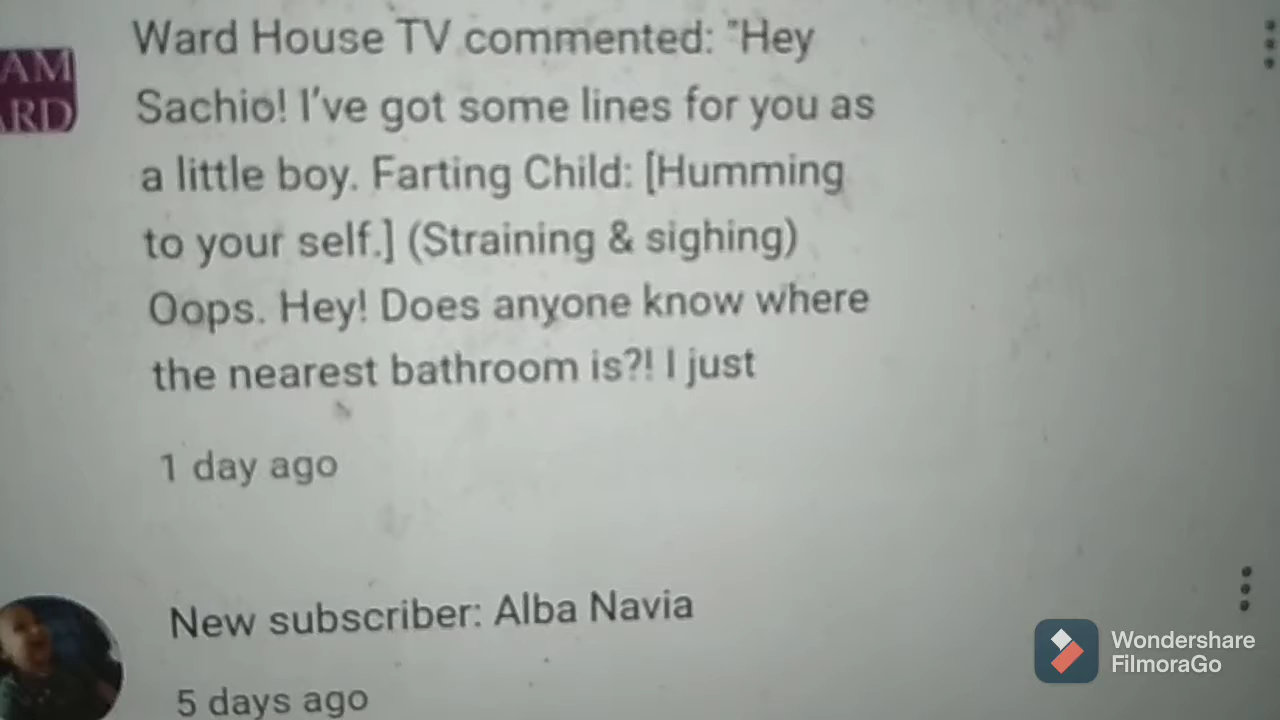 AM
ARD
Ward House TV commented: "Hey
Sachio! I've got some lines for you as
a little boy. Farting Child: [Humming
to your self.] (Straining & sighing)
Oops. Hey! Does anyone know where
the nearest bathroom is?! I just
1 day ago
New subscriber: Alba Navia
5 days ago
Wondershare
FilmoraGo